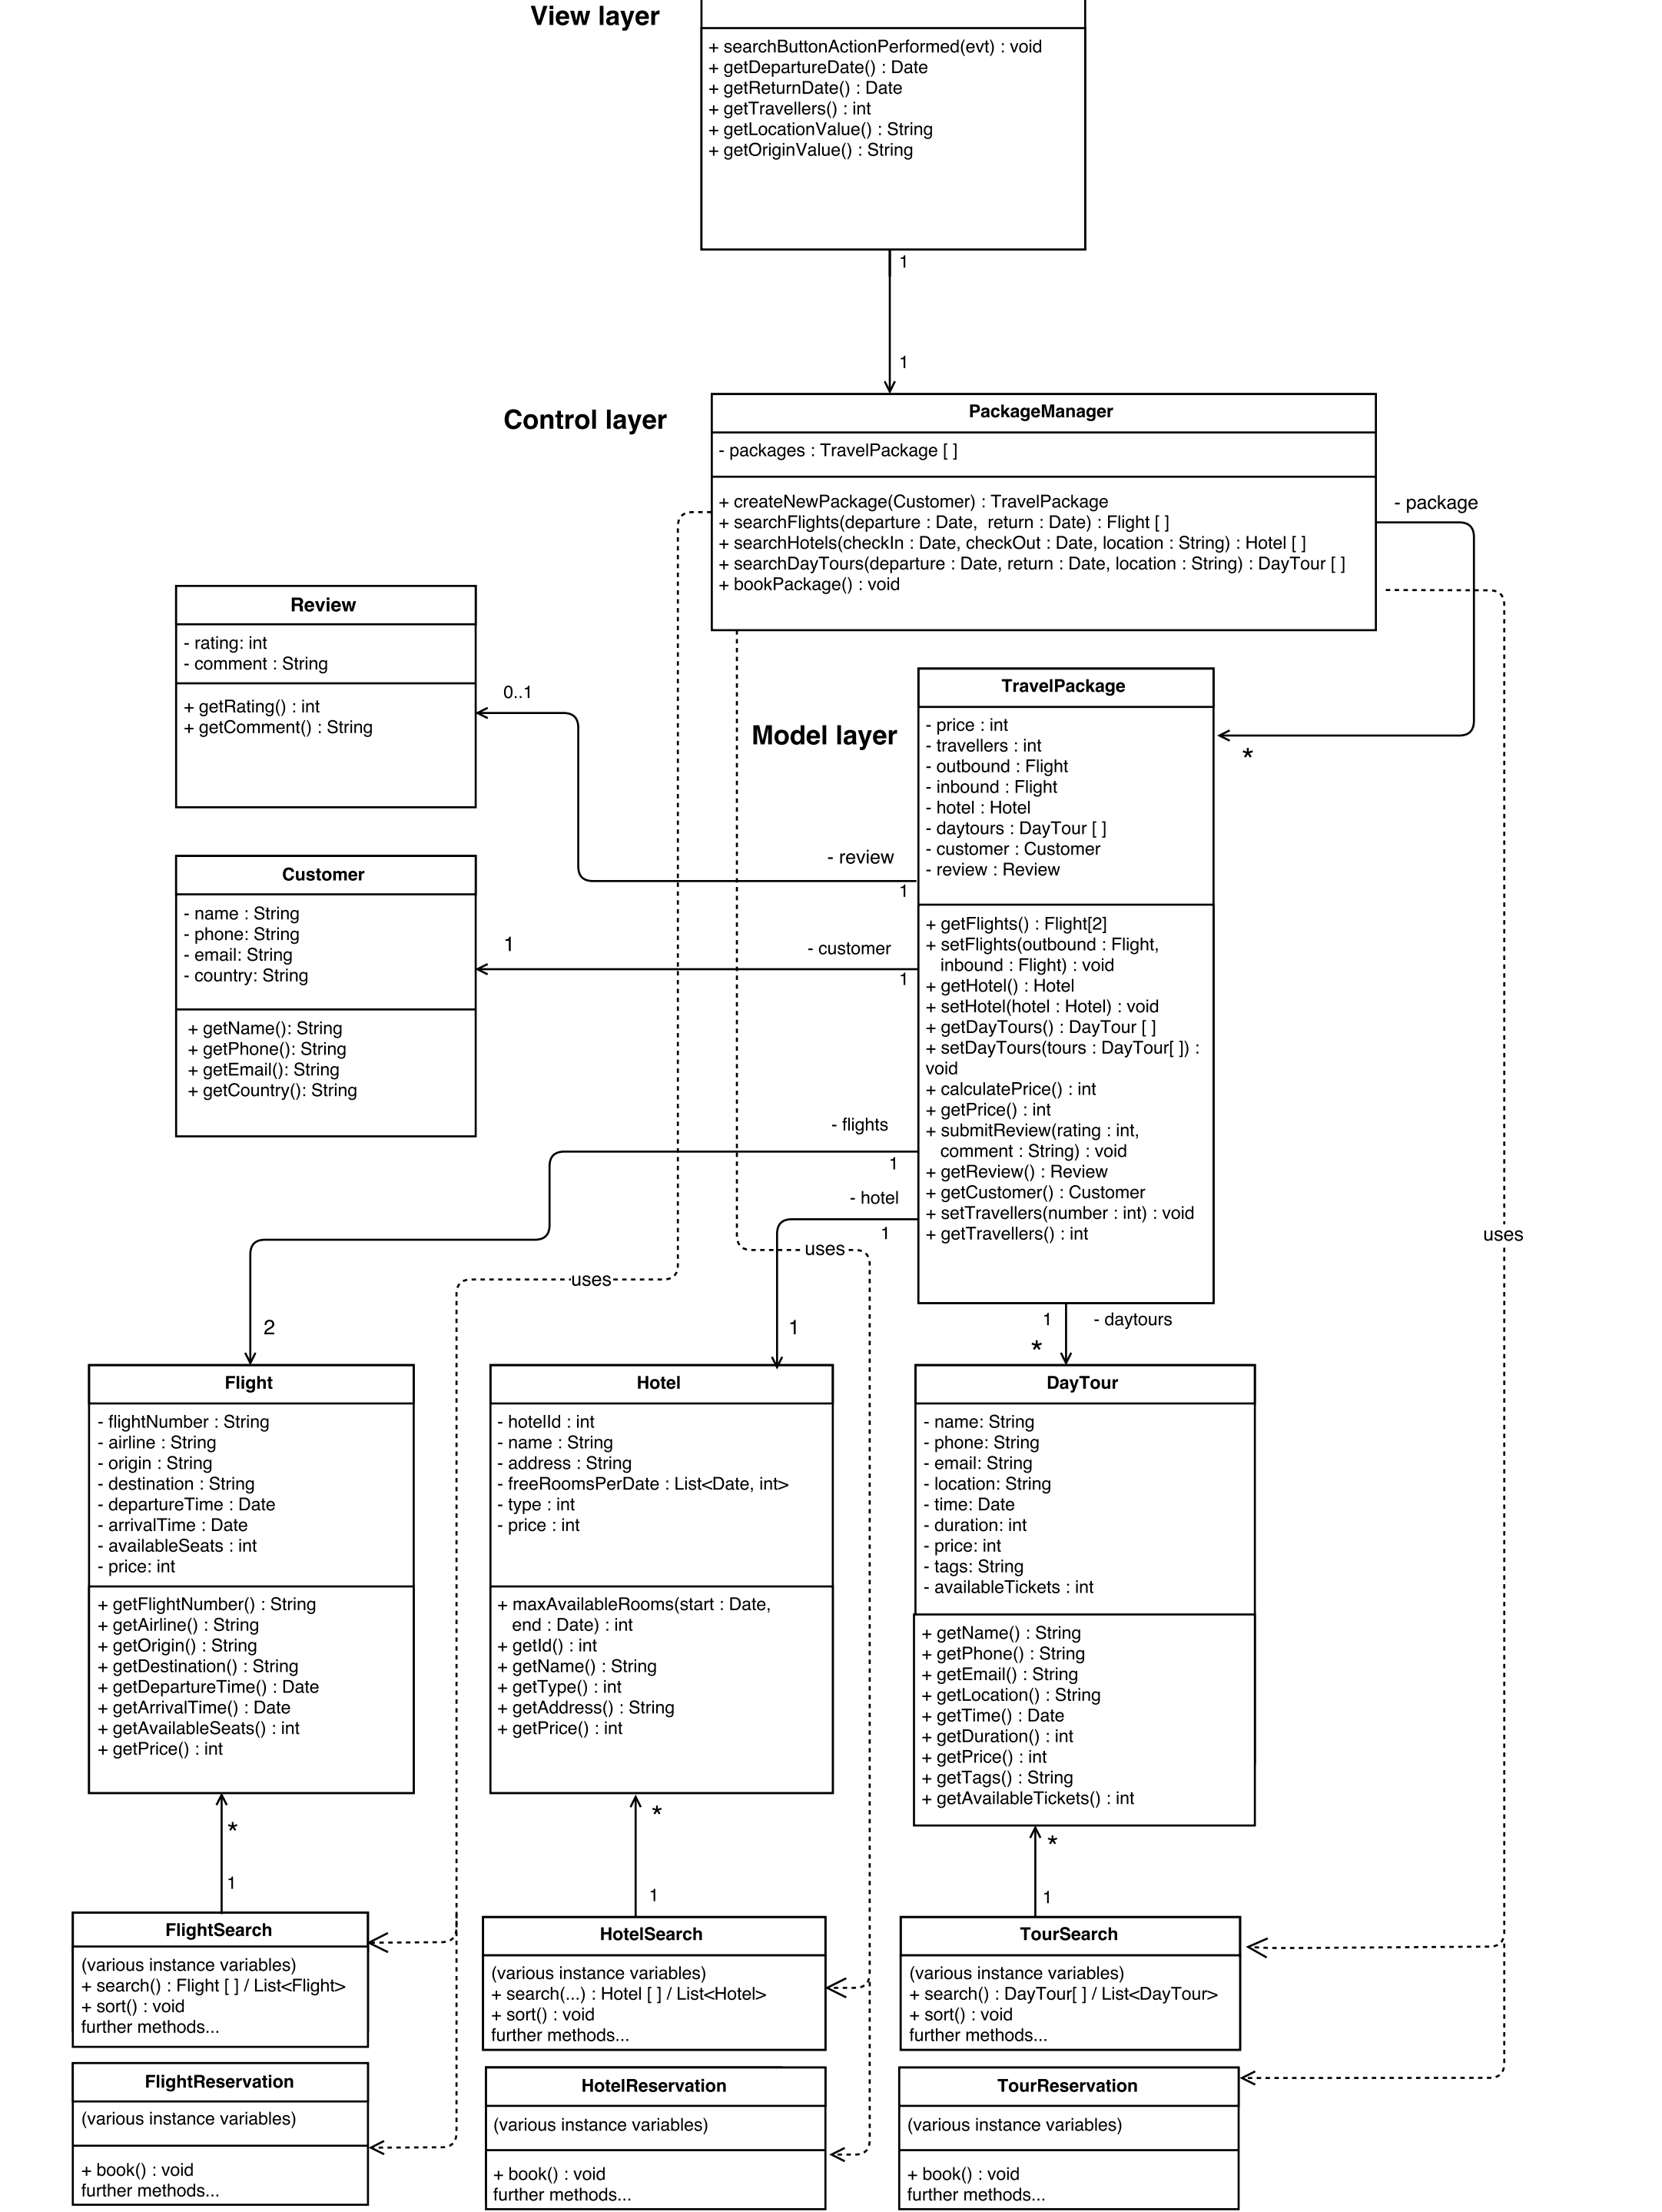 View layer
+ searchButtonActionPerformed(evt) : void
+ getDepartureDate() : Date
+ getReturnDate() : Date
+ getTravellers() : int
+ getLocationValue() : String
+ getOriginValue() : String
1
1
Control layer
PackageManager
- packages : TravelPackage [ ]
+ createNewPackage(Customer) : TravelPackage
+ searchFlights(departure : Date,  return : Date) : Flight [ ]
+ searchHotels(checkIn : Date, checkOut : Date, location : String) : Hotel [ ]
+ searchDayTours(departure : Date, return : Date, location : String) : DayTour [ ]
+ bookPackage() : void
- package
*
Review
- rating: int
- comment : String
+ getRating() : int
+ getComment() : String
0..1
Model layer
TravelPackage
- price : int
- travellers : int
- outbound : Flight
- inbound : Flight
- hotel : Hotel
- daytours : DayTour [ ]
- customer : Customer
- review : Review
+ getFlights() : Flight[2]
+ setFlights(outbound : Flight,
inbound : Flight) : void
+ getHotel() : Hotel
+ setHotel(hotel : Hotel) : void
+ getDayTours() : DayTour [ ]
+ setDayTours(tours : DayTour[ ]) :
void
+ calculatePrice() : int
+ getPrice() : int
+ submitReview(rating : int,
comment : String) : void
+ getReview() : Review
+ getCustomer() : Customer
+ setTravellers(number : int) : void
+ getTravellers() : int
- review
1
Customer
- name : String
- phone: String
- email: String
- country: String
+ getName(): String
+ getPhone(): String
+ getEmail(): String
+ getCountry(): String
1
- customer
1
- flights
1
- hotel
1
uses
uses
uses
2
1
1
- daytours
*
Flight
- flightNumber : String
- airline : String
- origin : String
- destination : String
- departureTime : Date
- arrivalTime : Date
- availableSeats : int
- price: int
+ getFlightNumber() : String
+ getAirline() : String
+ getOrigin() : String
+ getDestination() : String
+ getDepartureTime() : Date
+ getArrivalTime() : Date
+ getAvailableSeats() : int
+ getPrice() : int
Hotel
- hotelId : int
- name : String
- address : String
- freeRoomsPerDate : List<Date, int>
- type : int
- price : int
+ maxAvailableRooms(start : Date,
end : Date) : int
+ getId() : int
+ getName() : String
+ getType() : int
+ getAddress() : String
+ getPrice() : int
DayTour
- name: String
- phone: String
- email: String
- location: String
- time: Date
- duration: int
- price: int
- tags: String
- availableTickets : int
+ getName() : String
+ getPhone() : String
+ getEmail() : String
+ getLocation() : String
+ getTime() : Date
+ getDuration() : int
+ getPrice() : int
+ getTags() : String
+ getAvailableTickets() : int
*
1
*
1
*
1
FlightSearch
(various instance variables)
+ search() : Flight [ ] / List<Flight>
+ sort() : void
further methods...
HotelSearch
(various instance variables)
+ search(...) : Hotel [ ] / List<Hotel>
+ sort() : void
further methods...
TourSearch
(various instance variables)
+ search() : DayTour[ ] / List<DayTour>
+ sort() : void
further methods...
FlightReservation
(various instance variables)
+ book() : void
further methods...
HotelReservation
(various instance variables)
+ book() : void
further methods...
TourReservation
(various instance variables)
+ book() : void
further methods...